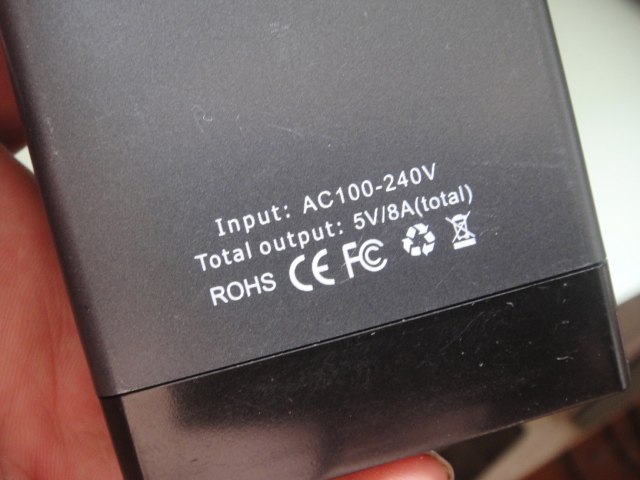 Input: AC100-240V
Total output: 5V/8A(total)
ROHS CE FC